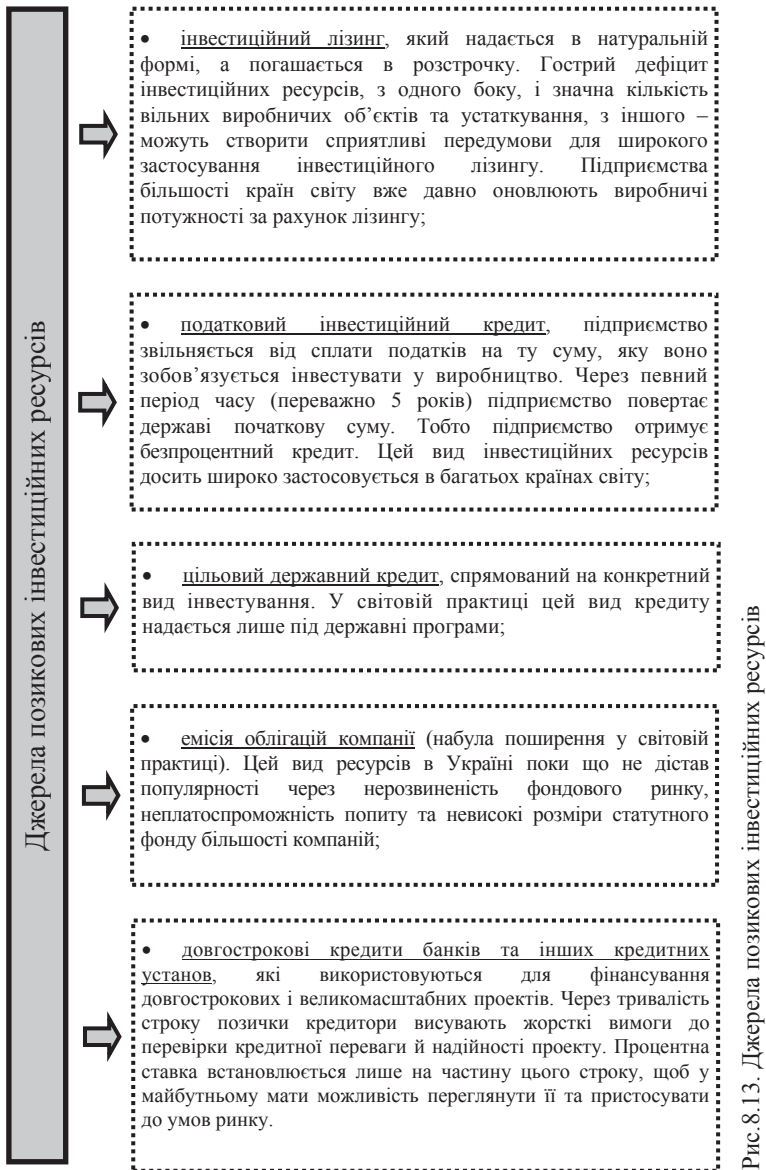 Джерела позикових інвестиційних ресурсів
• інвестиційний лізинг, який надається в натуральній
формі, а погашається в розстрочку. Гострий дефіцит
інвестиційних ресурсів, з одного боку, і значна кількість
вільних виробничих об’єктів та устаткування, з іншого –
можуть створити сприятливі передумови для широкого
застосування інвестиційного лізингу. Підприємства
більшості країн світу вже давно оновлюють виробничі
потужності за рахунок лізингу;
• податковий інвестиційний кредит, підприємство
звільняється від сплати податків на ту суму, яку воно
зобов’язується інвестувати у виробництво. Через певний
період часу (переважно 5 років) підприємство повертає
державі початкову суму. Тобто підприємство отримує
безпроцентний кредит. Цей вид інвестиційних ресурсів
досить широко застосовується в багатьох країнах світу;
• цільовий державний кредит, спрямований на конкретний
вид інвестування. У світовій практиці цей вид кредиту
надається лише під державні програми;
• емісія облігацій компанії (набула поширення у світовій
практиці). Цей вид ресурсів в Україні поки що не дістав
популярності через нерозвиненість фондового ринку,
неплатоспроможність попиту та невисокі розміри статутного
фонду більшості компаній;
• довгострокові кредити банків та інших кредитних
установ, які використовуються для фінансування
довгострокових і великомасштабних проектів. Через тривалість
строку позички кредитори висувають жорсткі вимоги до
перевірки кредитної переваги й надійності проекту. Процентна
ставка встановлюється лише на частину цього строку, щоб у
майбутньому мати можливість переглянути її та пристосувати
до умов ринку.
Рис.8.13. Джерела позикових інвестиційних ресурсів